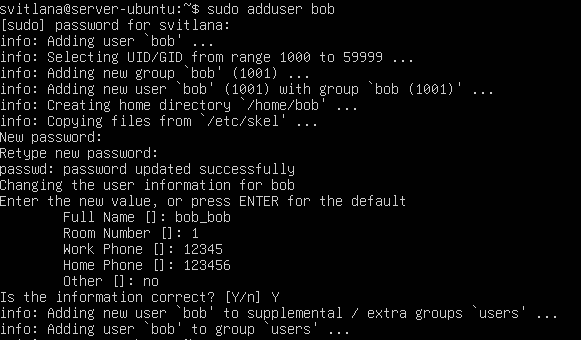 svitlana@server-ubuntu:~$ sudo adduser bob
[sudo] password for svitlana:
info: Adding user `bob' ...
info: Selecting UID/GID from range 1000 to 59999 ...
info: Adding new group `bob' (1001) ...
info: Adding new user `bob' (1001) with group `bob (1001)' ...
info: Creating home directory `/home/bob' ...
info: Copying files from `/etc/skel' ...
New password:
Retype new password:
passwd: password updated successfully
Changing the user information for bob
Enter the new value, or press ENTER for the default
        Full Name []: bob_bob
        Room Number []: 1
        Work Phone []: 12345
        Home Phone []: 123456
        Other []: no
Is the information correct? [Y/n] Y
info: Adding new user `bob' to supplemental / extra groups `users' ...
info: Adding user `bob' to group `users' ...